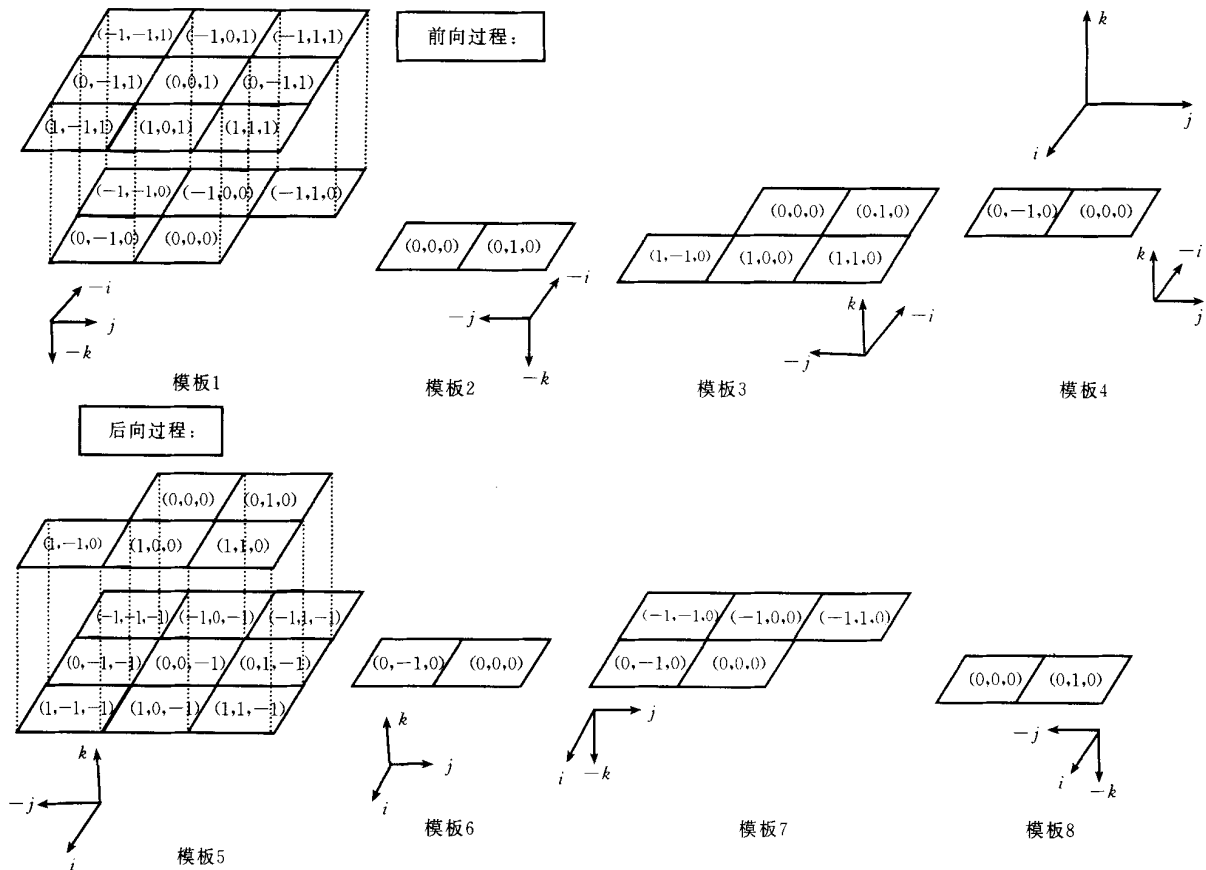 (-1,-1,1) (-1,0,1) (-1,1,1)
(0,-1,1) (0,0,1) (0,-1,1)
(1,-1,1) (1,0,1) (1,1,1)
(-1,-1,0) (-1,0,0) (-1,1,0)
(0,-1,0) (0,0,0)
-i
j
-k
模板1
前向过程：
(0,0,0) (0,1,0)
-i
-j
-k
模板2
(0,0,0) (0,1,0)
(1,-1,0) (1,0,0) (1,1,0)
k
-i
-j
模板3
k
j
i
(0,-1,0) (0,0,0)
k
-i
j
模板4
后向过程：
(0,0,0) (0,1,0)
(1,-1,0) (1,0,0) (1,1,0)
(-1,-1,-1) (-1,0,-1) (-1,1,-1)
(0,-1,-1) (0,0,-1) (0,1,-1)
(1,-1,-1) (1,0,-1) (1,1,-1)
k
-j
i
模板5
(0,-1,0) (0,0,0)
k
j
i
模板6
(-1,-1,0) (-1,0,0) (-1,1,0)
(0,-1,0) (0,0,0)
j
i
-k
模板7
(0,0,0) (0,1,0)
-j
i
-k
模板8